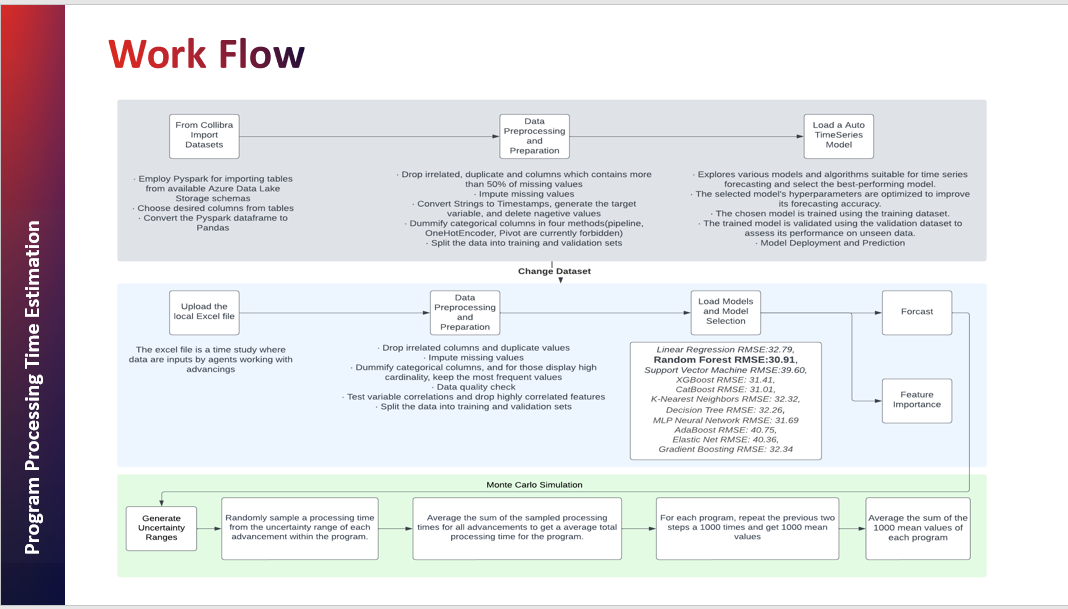 Work Flow
Program Processing Time Estimation
From Collibra
Import
Datasets
Data
Preprocessing
and
Preparation
Load a Auto
TimeSeries
Model
· Employ Pyspark for importing tables
from available Azure Data Lake
Storage schemas
· Choose desired columns from tables
· Convert the Pyspark dataframe to
Pandas
· Drop irrelated, duplicate and columns which contains more
than 50% of missing values
· Impute missing values
· Convert Strings to Timestamps, generate the target
variable, and delete nagetive values
· Dummify categorical columns in four methods(pipeline,
OneHotEncoder, Pivot are currently forbidden)
· Split the data into training and validation sets
· Explores various models and algorithms suitable for time series
forecasting and select the best-performing model.
· The selected model's hyperparameters are optimized to improve
its forecasting accuracy.
· The chosen model is trained using the training dataset.
· The trained model is validated using the validation dataset to
assess its performance on unseen data.
· Model Deployment and Prediction
Change Dataset
Upload the
local Excel file
Data
Preprocessing
and
Preparation
Load Models
and Model
Selection
Forcast
The excel file is a time study where
data are inputs by agents working with
advancings
· Drop irrelated columns and duplicate values
· Impute missing values
· Dummify categorical columns, and for those display high
cardinality, keep the most frequent values
· Data quality check
· Test variable correlations and drop highly correlated features
· Split the data into training and validation sets
Linear Regression RMSE:32.79,
Random Forest RMSE:30.91,
Support Vector Machine RMSE:39.60,
XGBoost RMSE: 31.41,
CatBoost RMSE: 31.01,
K-Nearest Neighbors RMSE: 32.32,
Decision Tree RMSE: 32.26,
MLP Neural Network RMSE: 31.69
AdaBoost RMSE: 40.75,
Elastic Net RMSE: 40.36,
Gradient Boosting RMSE: 32.34
Feature
Importance
Monte Carlo Simulation
Generate
Uncertainty
Ranges
Randomly sample a processing time
from the uncertainty range of each
advancement within the program.
Average the sum of the sampled processing
times for all advancements to get a average total
processing time for the program.
For each program, repeat the previous two
steps a 1000 times and get 1000 mean
values
Average the sum of the
1000 mean values of
each program